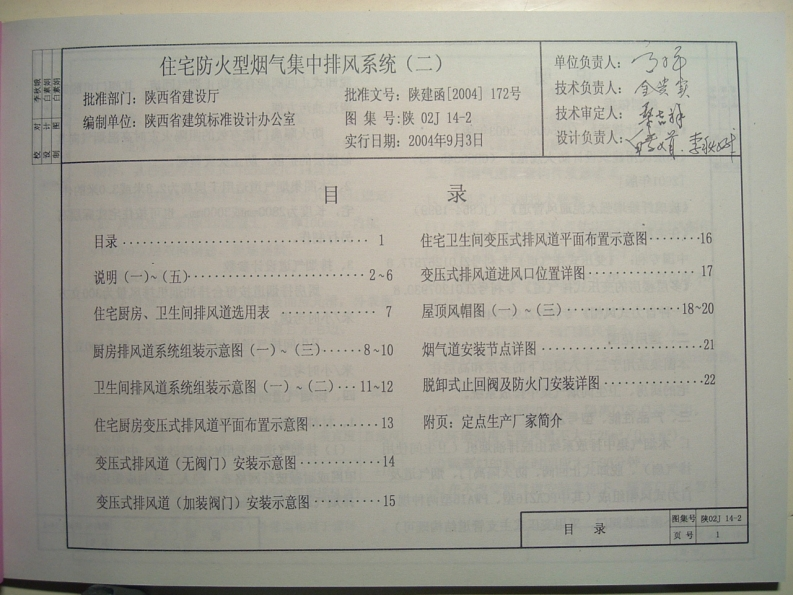 住宅防火型烟气集中排风系统（二）
批准部门：陕西省建设厅
批准文号：陕建函[2004] 172号
编制单位：陕西省建筑标准设计办公室
图 集 号：陕 02J 14-2
实行日期：2004年9月3日
单位负责人：
技术负责人：
技术审定人：
设计负责人：
校 对 李秋娥
设 计 白素娟
制 图 白素娟
目 录
目录 ································ 1
说明（一）~（五）························ 2~6
住宅厨房、卫生间排风道选用表 ············· 7
厨房排风道系统组装示意图（一）~（三）······8~10
卫生间排风道系统组装示意图（一）~（二）···11~12
住宅厨房变压式排风道平面布置示意图··········13
变压式排风道（无阀门）安装示意图············14
变压式排风道（加装阀门）安装示意图··········15
住宅卫生间变压式排风道平面布置示意图········16
变压式排风道进风口位置详图·············· 17
屋顶风帽图（一）~（三）················18~20
烟气道安装节点详图····················21
脱卸式止回阀及防火门安装详图··············22
附页：定点生产厂家简介
目 录
图集号 陕02J 14-2
页 号 1